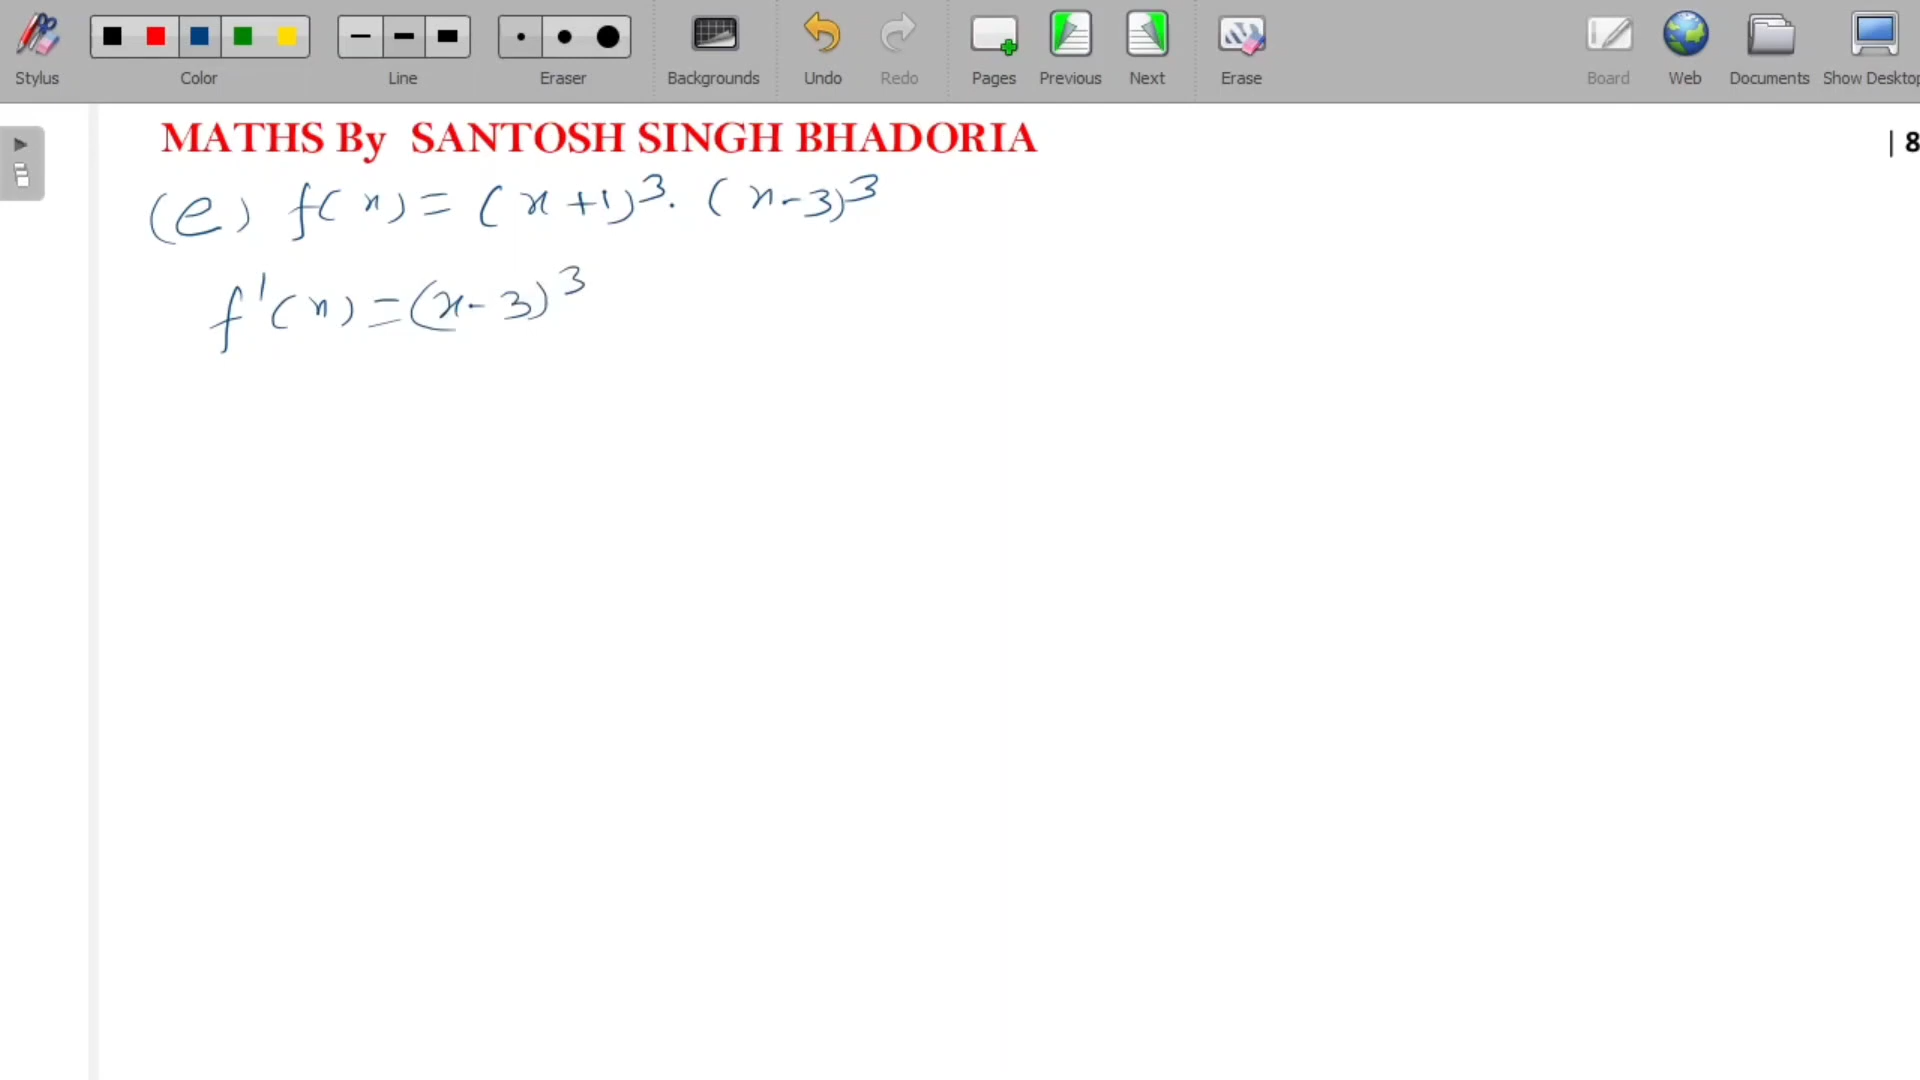 Stylus Color Line Eraser Backgrounds Undo Redo Pages Previous Next Erase Board Web Documents Show Desktop
MATHS By SANTOSH SINGH BHADORIA | 8
(e) f(x) = (x+1)³. (x-3)³
f'(x) = (x-3)³